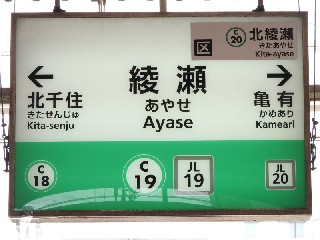 区 C 20 北綾瀬
きたあやせ
Kita-ayase
← 綾瀬 →
北千住 あやせ 亀有
きたせんじゅ Ayase かめあり
Kita-senju Kameari
C 18 C 19 JL 19 JL 20